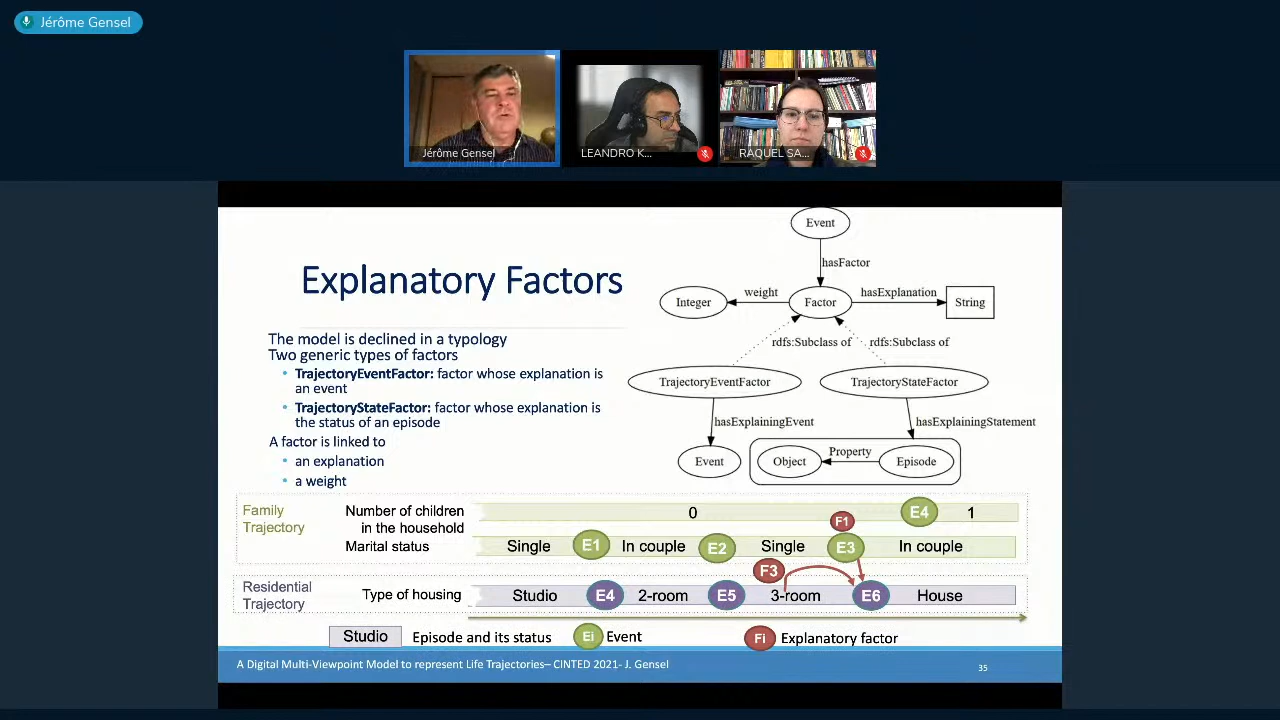 Jérôme Gensel
Jérôme Gensel
LEANDRO K...
RAQUEL SA...
Explanatory Factors
The model is declined in a typology
Two generic types of factors
• TrajectoryEventFactor: factor whose explanation is
an event
• TrajectoryStateFactor: factor whose explanation is
the status of an episode
A factor is linked to
• an explanation
• a weight
Event
hasFactor
Integer
weight
Factor
hasExplanation
String
rdfs:Subclass of
rdfs:Subclass of
TrajectoryEventFactor
TrajectoryStateFactor
hasExplainingEvent
hasExplainingStatement
Event
Object
Property
Episode
Family
Trajectory
Number of children
in the household
0
E4
1
F1
Marital status
Single
E1
In couple
E2
Single
E3
In couple
F3
Residential
Trajectory
Type of housing
Studio
E4
2-room
E5
3-room
E6
House
Studio
Episode and its status
Ei
Event
Fi
Explanatory factor
A Digital Multi-Viewpoint Model to represent Life Trajectories– CINTED 2021- J. Gensel
35